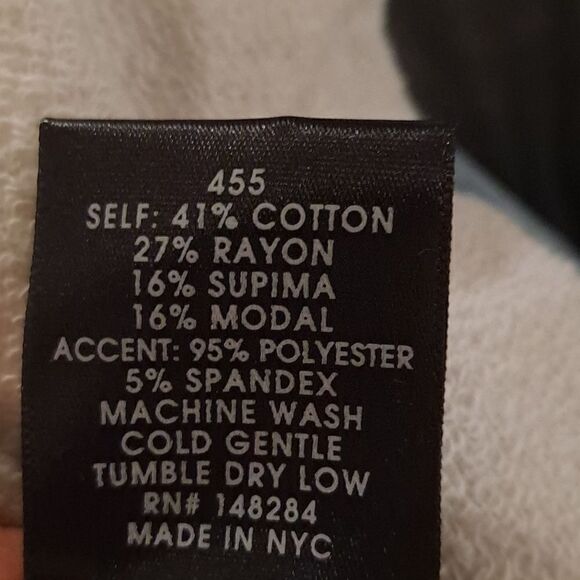 455
SELF: 41% COTTON
27% RAYON
16% SUPIMA
16% MODAL
ACCENT: 95% POLYESTER
5% SPANDEX
MACHINE WASH
COLD GENTLE
TUMBLE DRY LOW
RN# 148284
MADE IN NYC